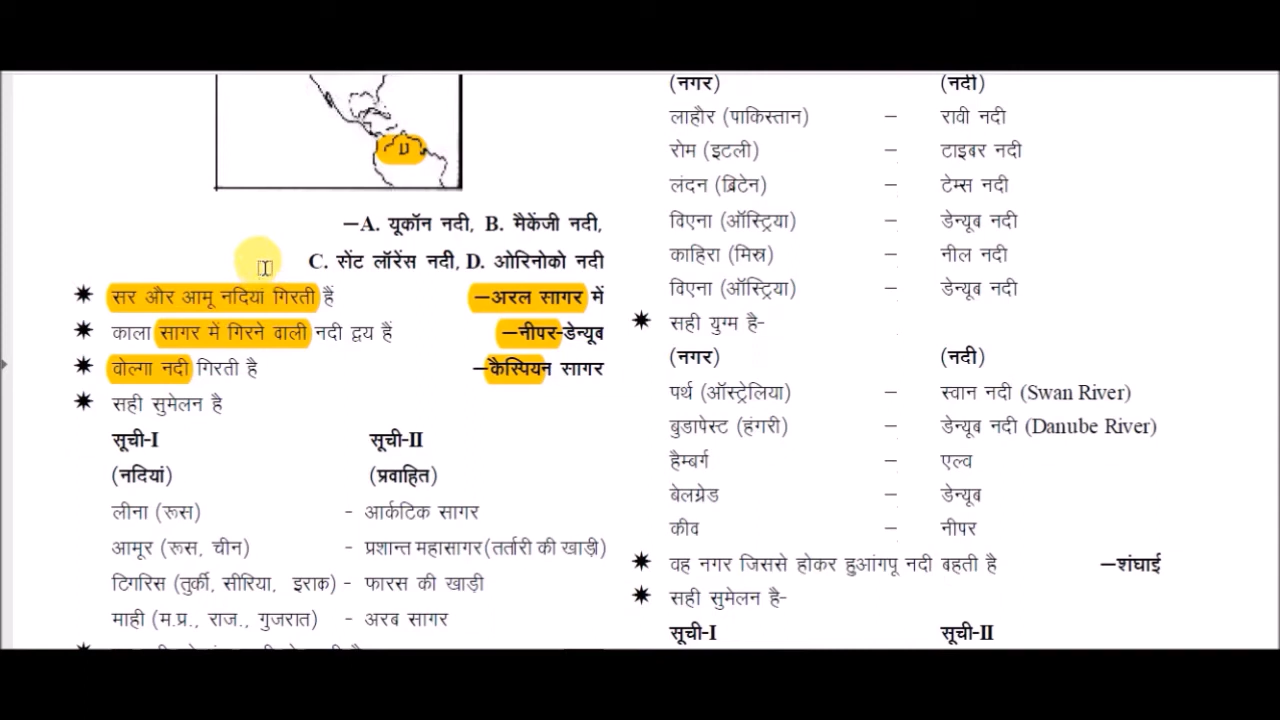 D
–A. यूकॉन नदी, B. मैकेंजी नदी,
C. सेंट लॉरेंस नदी, D. ओरिनोको नदी
✷ सर और आमू नदियां गिरती हैं –अरल सागर में
✷ काला सागर में गिरने वाली नदी द्वय हैं –नीपर-डेन्यूब
✷ वोल्गा नदी गिरती है –कैस्पियन सागर
✷ सही सुमेलन है
सूची-I सूची-II
(नदियां) (प्रवाहित)
लीना (रूस) - आर्कटिक सागर
आमूर (रूस, चीन) - प्रशान्त महासागर(तर्तारी की खाड़ी)
टिगरिस (तुर्की, सीरिया, इराक) - फारस की खाड़ी
माही (म.प्र., राज., गुजरात) - अरब सागर
(नगर) (नदी)
लाहौर (पाकिस्तान) – रावी नदी
रोम (इटली) – टाइबर नदी
लंदन (ब्रिटेन) – टेम्स नदी
विएना (ऑस्ट्रिया) – डेन्यूब नदी
काहिरा (मिस्र) – नील नदी
विएना (ऑस्ट्रिया) – डेन्यूब नदी
✷ सही युग्म है-
(नगर) (नदी)
पर्थ (ऑस्ट्रेलिया) – स्वान नदी (Swan River)
बुडापेस्ट (हंगरी) – डेन्यूब नदी (Danube River)
हैम्बर्ग – एल्व
बेलग्रेड – डेन्यूब
कीव – नीपर
✷ वह नगर जिससे होकर हुआंगपू नदी बहती है –शंघाई
✷ सही सुमेलन है-
सूची-I सूची-II